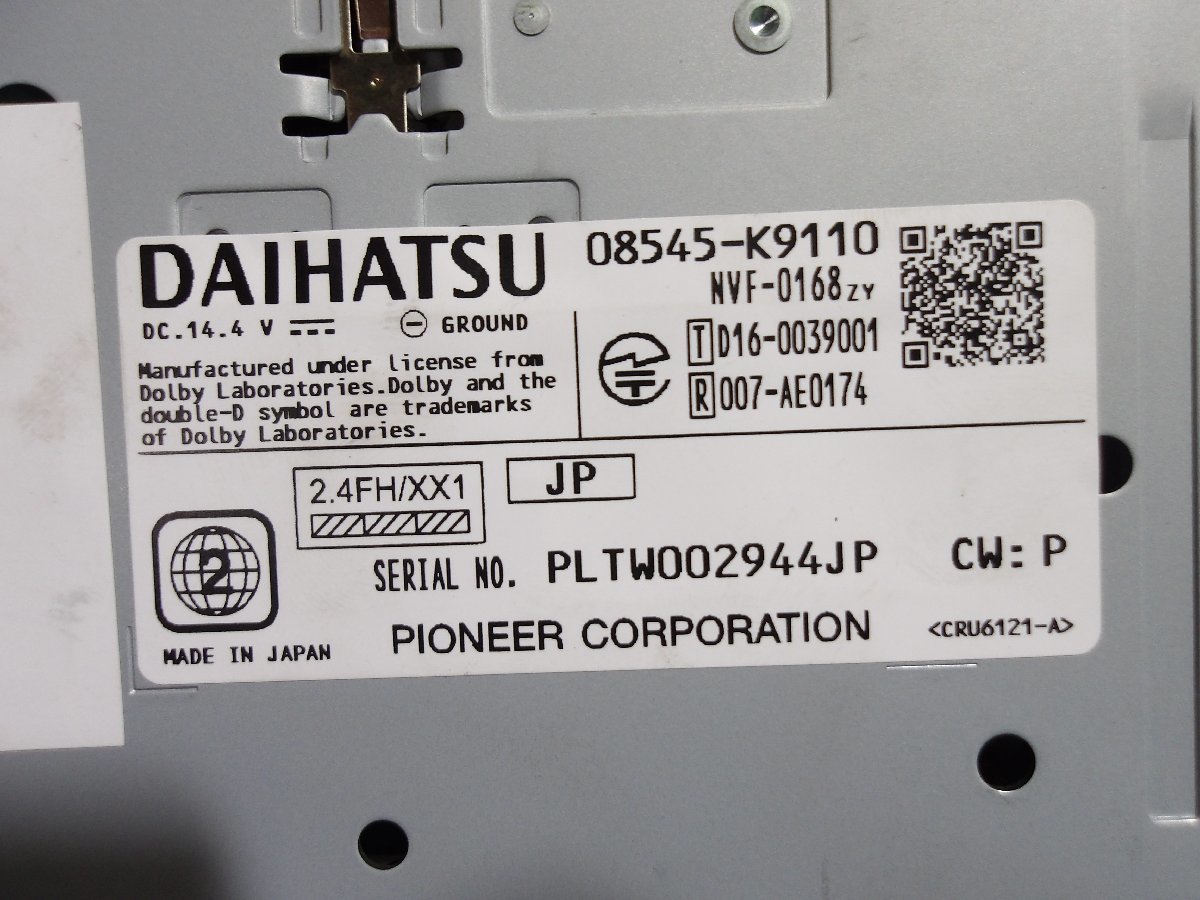 DAIHATSU 08545-K9110
NVF-0168ZY
DC.14.4 V ⊖ GROUND
T D16-0039001
R 007-AE0174
Manufactured under license from
Dolby Laboratories.Dolby and the
double-D symbol are trademarks
of Dolby Laboratories.
2.4FH/XX1
JP
2
SERIAL NO. PLTW002944JP CW: P
MADE IN JAPAN
PIONEER CORPORATION
<CRU6121-A>